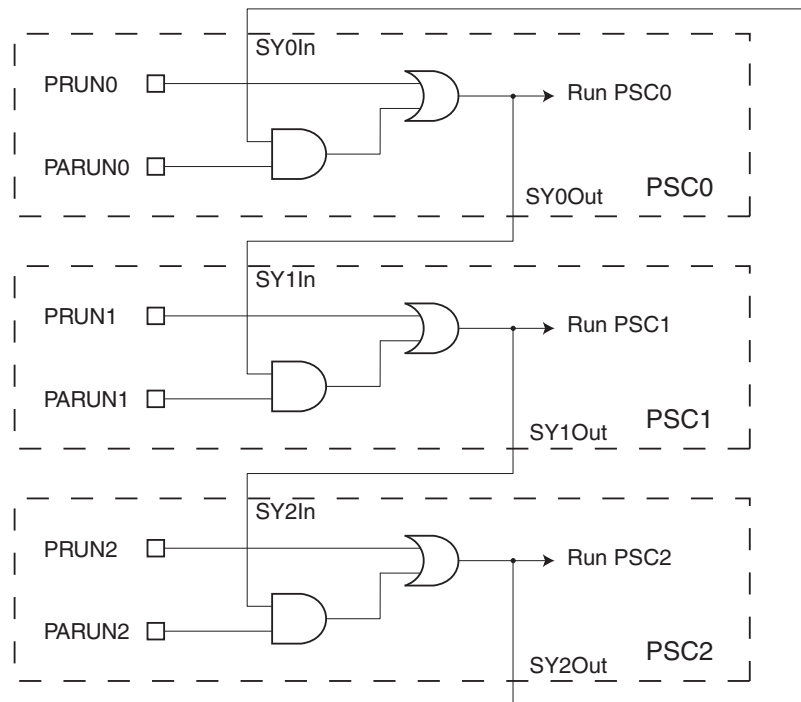 SY0In
PRUN0
Run PSC0
PARUN0
PSC0
SY0Out
SY1In
PRUN1
Run PSC1
PARUN1
PSC1
SY1Out
SY2In
PRUN2
Run PSC2
PARUN2
PSC2
SY2Out